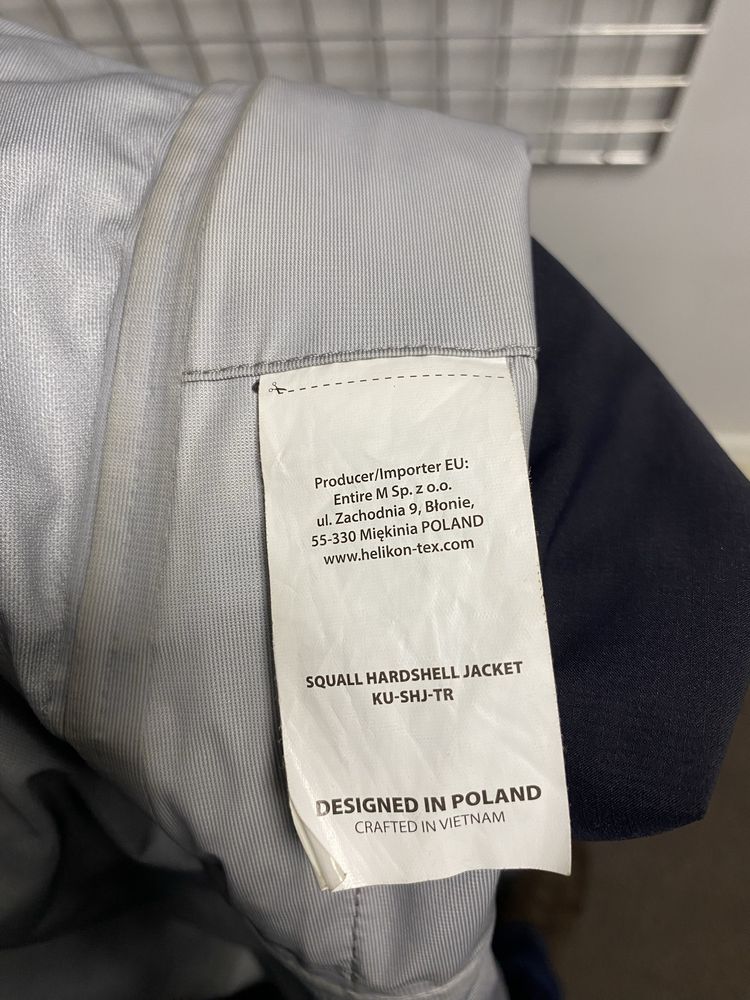 Producer/Importer EU:
Entire M Sp. z o.o.
ul. Zachodnia 9, Błonie,
55-330 Miękinia POLAND
www.helikon-tex.com
SQUALL HARDSHELL JACKET
KU-SHJ-TR
DESIGNED IN POLAND
CRAFTED IN VIETNAM